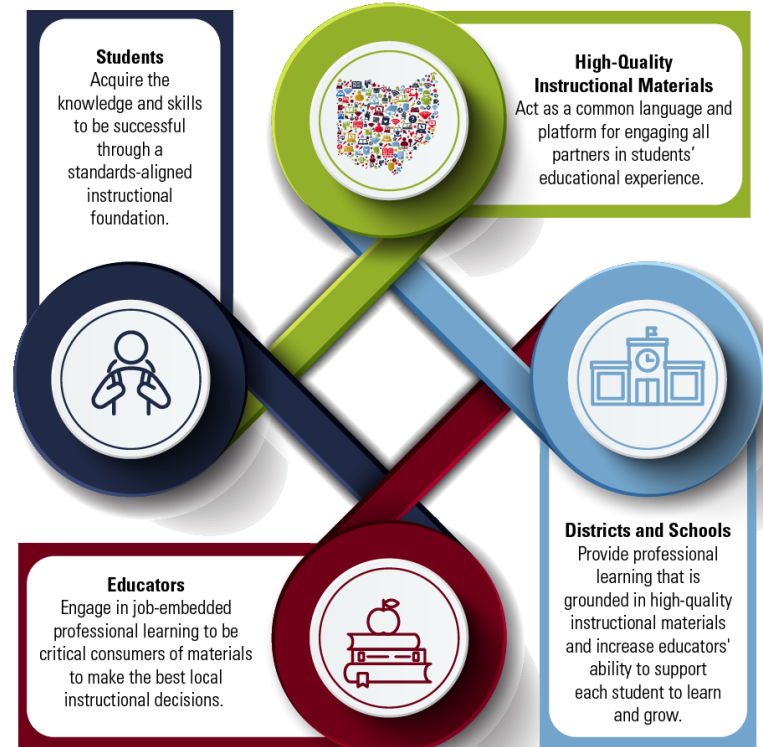 Students
Acquire the
knowledge and skills
to be successful
through a
standards-aligned
instructional
foundation.
High-Quality
Instructional Materials
Act as a common language and
platform for engaging all
partners in students’
educational experience.
Educators
Engage in job-embedded
professional learning to be
critical consumers of materials
to make the best local
instructional decisions.
Districts and Schools
Provide professional
learning that is
grounded in high-quality
instructional materials
and increase educators'
ability to support
each student to learn
and grow.